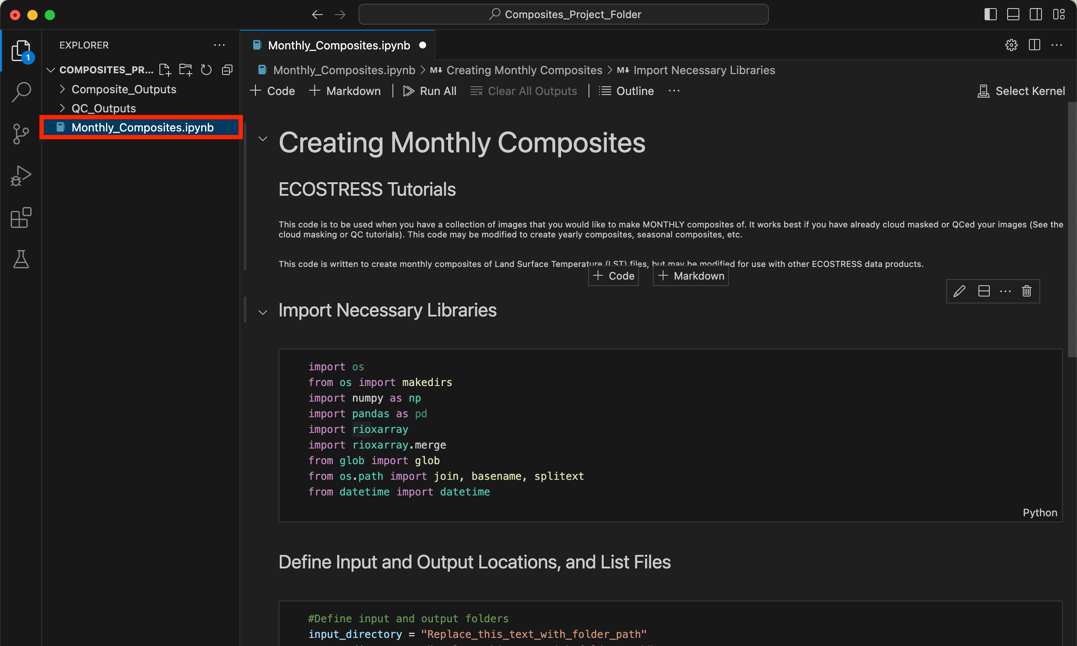 Composites_Project_Folder
EXPLORER
1
COMPOSITES_PR...
Composite_Outputs
QC_Outputs
Monthly_Composites.ipynb
Monthly_Composites.ipynb
Monthly_Composites.ipynb > M↓ Creating Monthly Composites > M↓ Import Necessary Libraries
+ Code + Markdown | Run All Clear All Outputs | Outline ... Select Kernel
Creating Monthly Composites
ECOSTRESS Tutorials
This code is to be used when you have a collection of images that you would like to make MONTHLY composites of. It works best if you have already cloud masked or QCed your images (See the
cloud masking or QC tutorials). This code may be modified to create yearly composites, seasonal composites, etc.
This code is written to create monthly composites of Land Surface Temperature (LST) files, but may be modified for use with other ECOSTRESS data products.
+ Code + Markdown
Import Necessary Libraries
import os
from os import makedirs
import numpy as np
import pandas as pd
import rioxarray
import rioxarray.merge
from glob import glob
from os.path import join, basename, splitext
from datetime import datetime
Python
Define Input and Output Locations, and List Files
#Define input and output folders
input_directory = "Replace_this_text_with_folder_path"